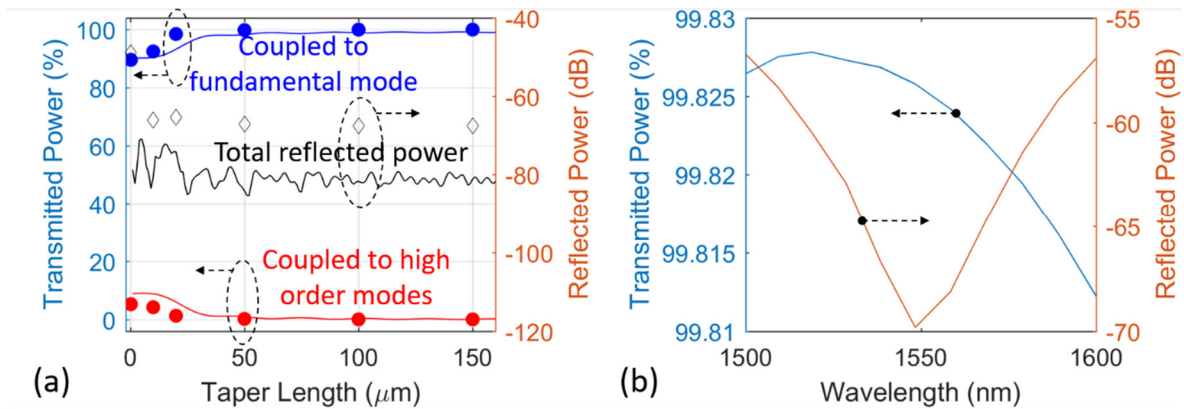 100
80
60
40
20
0
Transmitted Power (%)
-40
-60
-80
-100
-120
Reflected Power (dB)
Coupled to
fundamental mode
Total reflected power
Coupled to high
order modes
0
50
100
150
Taper Length (μm)
(a)
99.83
99.825
99.82
99.815
99.81
Transmitted Power (%)
-55
-60
-65
-70
Reflected Power (dB)
1500
1550
1600
Wavelength (nm)
(b)